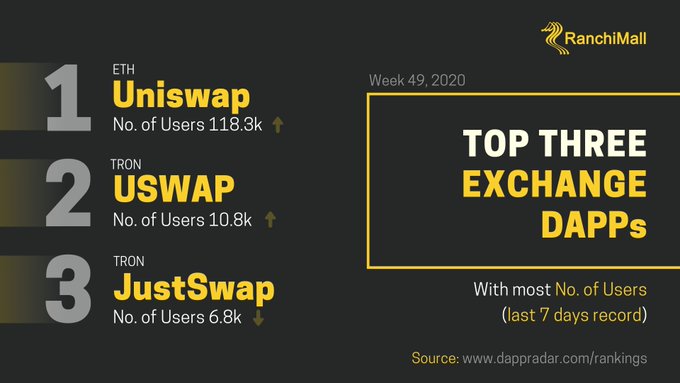 RanchiMall
Week 49, 2020
TOP THREE
EXCHANGE
DAPPs
With most No. of Users
(last 7 days record)
1
ETH
Uniswap
No. of Users 118.3k
2
TRON
USWAP
No. of Users 10.8k
3
TRON
JustSwap
No. of Users 6.8k
Source: www.dappradar.com/rankings